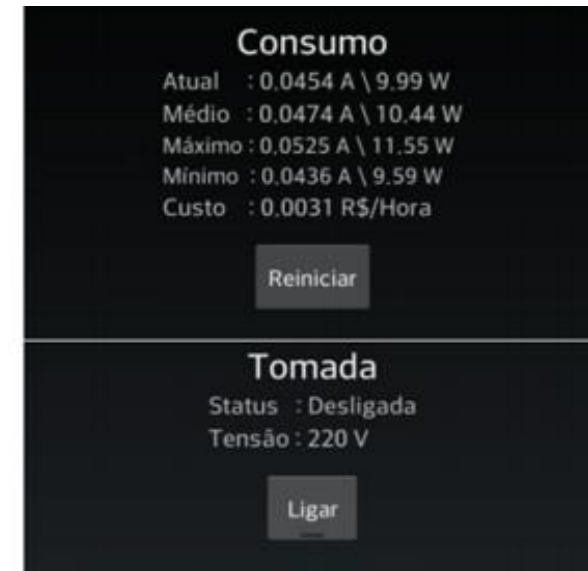 Consumo
Atual : 0.0454 A \ 9.99 W
Médio : 0.0474 A \ 10.44 W
Máximo : 0.0525 A \ 11.55 W
Mínimo : 0.0436 A \ 9.59 W
Custo : 0.0031 R$/Hora
Reiniciar
Tomada
Status : Desligada
Tensão : 220 V
Ligar